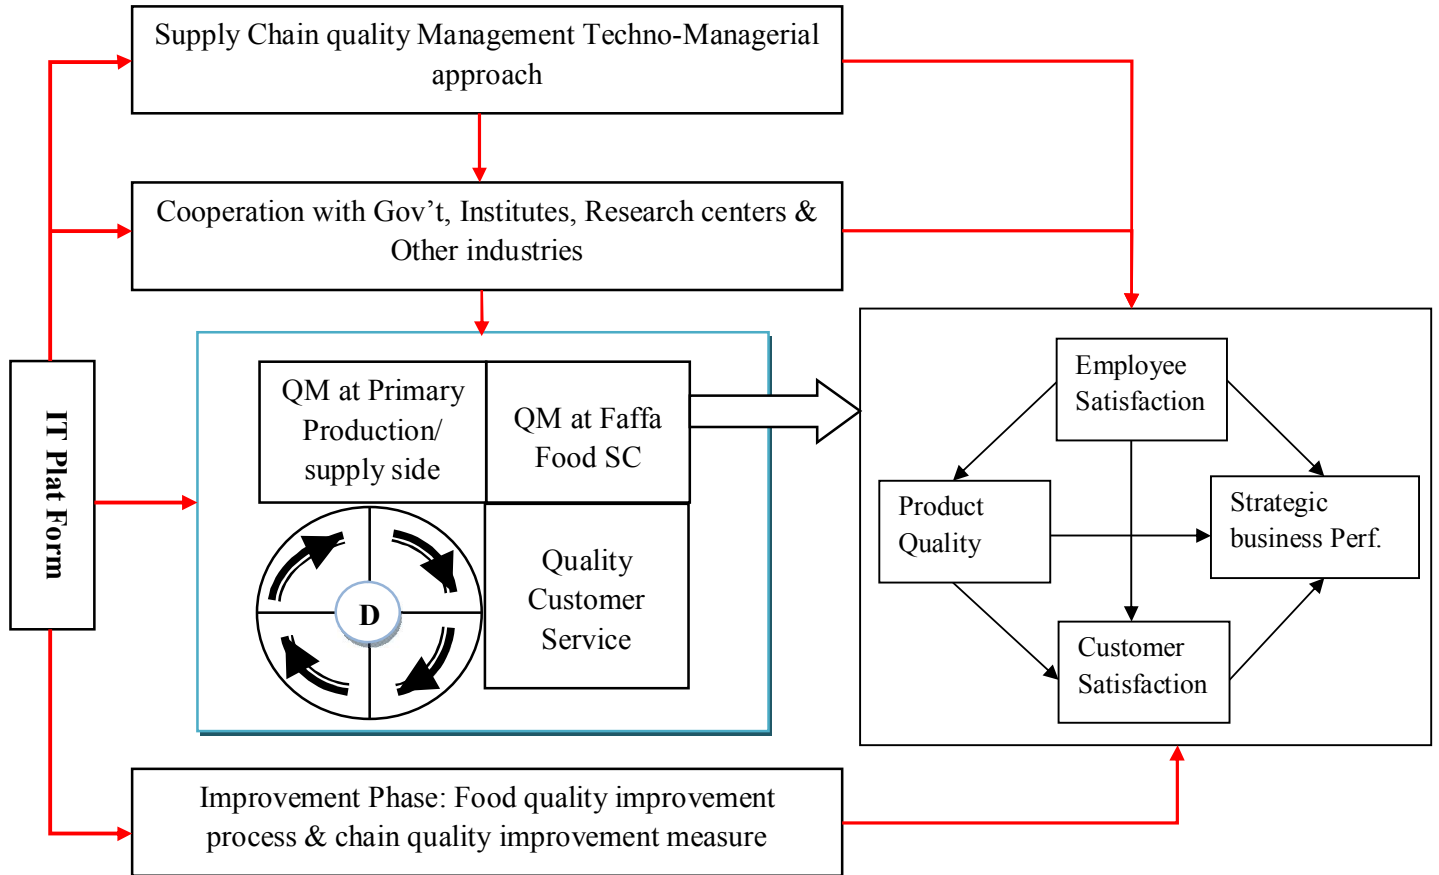 Supply Chain quality Management Techno-Managerial
approach
Cooperation with Gov’t, Institutes, Research centers &
Other industries
IT Plat Form
QM at Primary
Production/
supply side
QM at Faffa
Food SC
D
Quality
Customer
Service
Employee
Satisfaction
Product
Quality
Strategic
business Perf.
Customer
Satisfaction
Improvement Phase: Food quality improvement
process & chain quality improvement measure